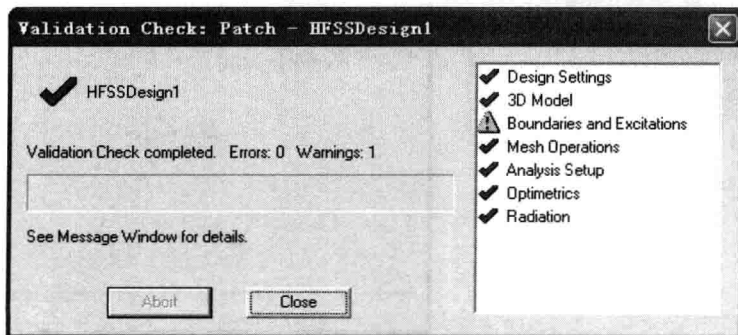 Validation Check: Patch - HFSSDesign1
HFSSDesign1
Validation Check completed. Errors: 0 Warnings: 1
See Message Window for details.
Abort
Close
Design Settings
3D Model
Boundaries and Excitations
Mesh Operations
Analysis Setup
Optimetrics
Radiation